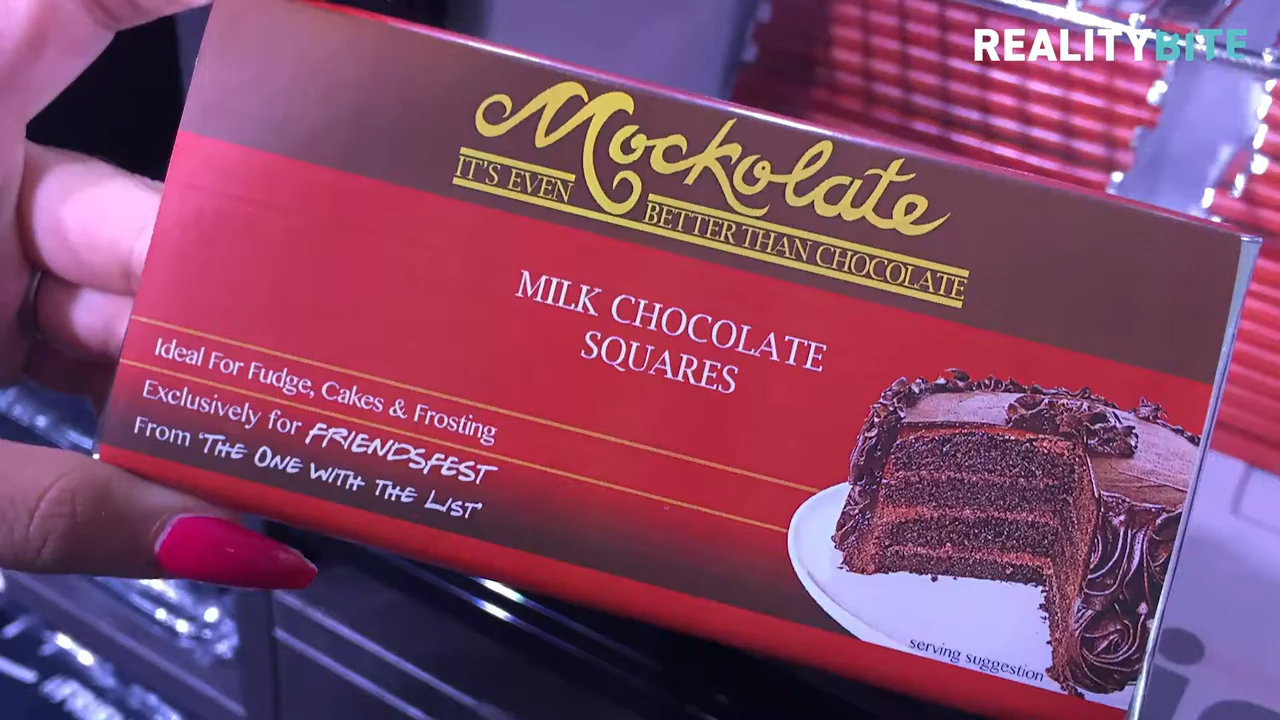 REALITYBITE
Mockolate
IT'S EVEN BETTER THAN CHOCOLATE
MILK CHOCOLATE
SQUARES
Ideal For Fudge, Cakes & Frosting
Exclusively for FRIENDSFEST
From 'THE ONE WITH THE LIST'
serving suggestion